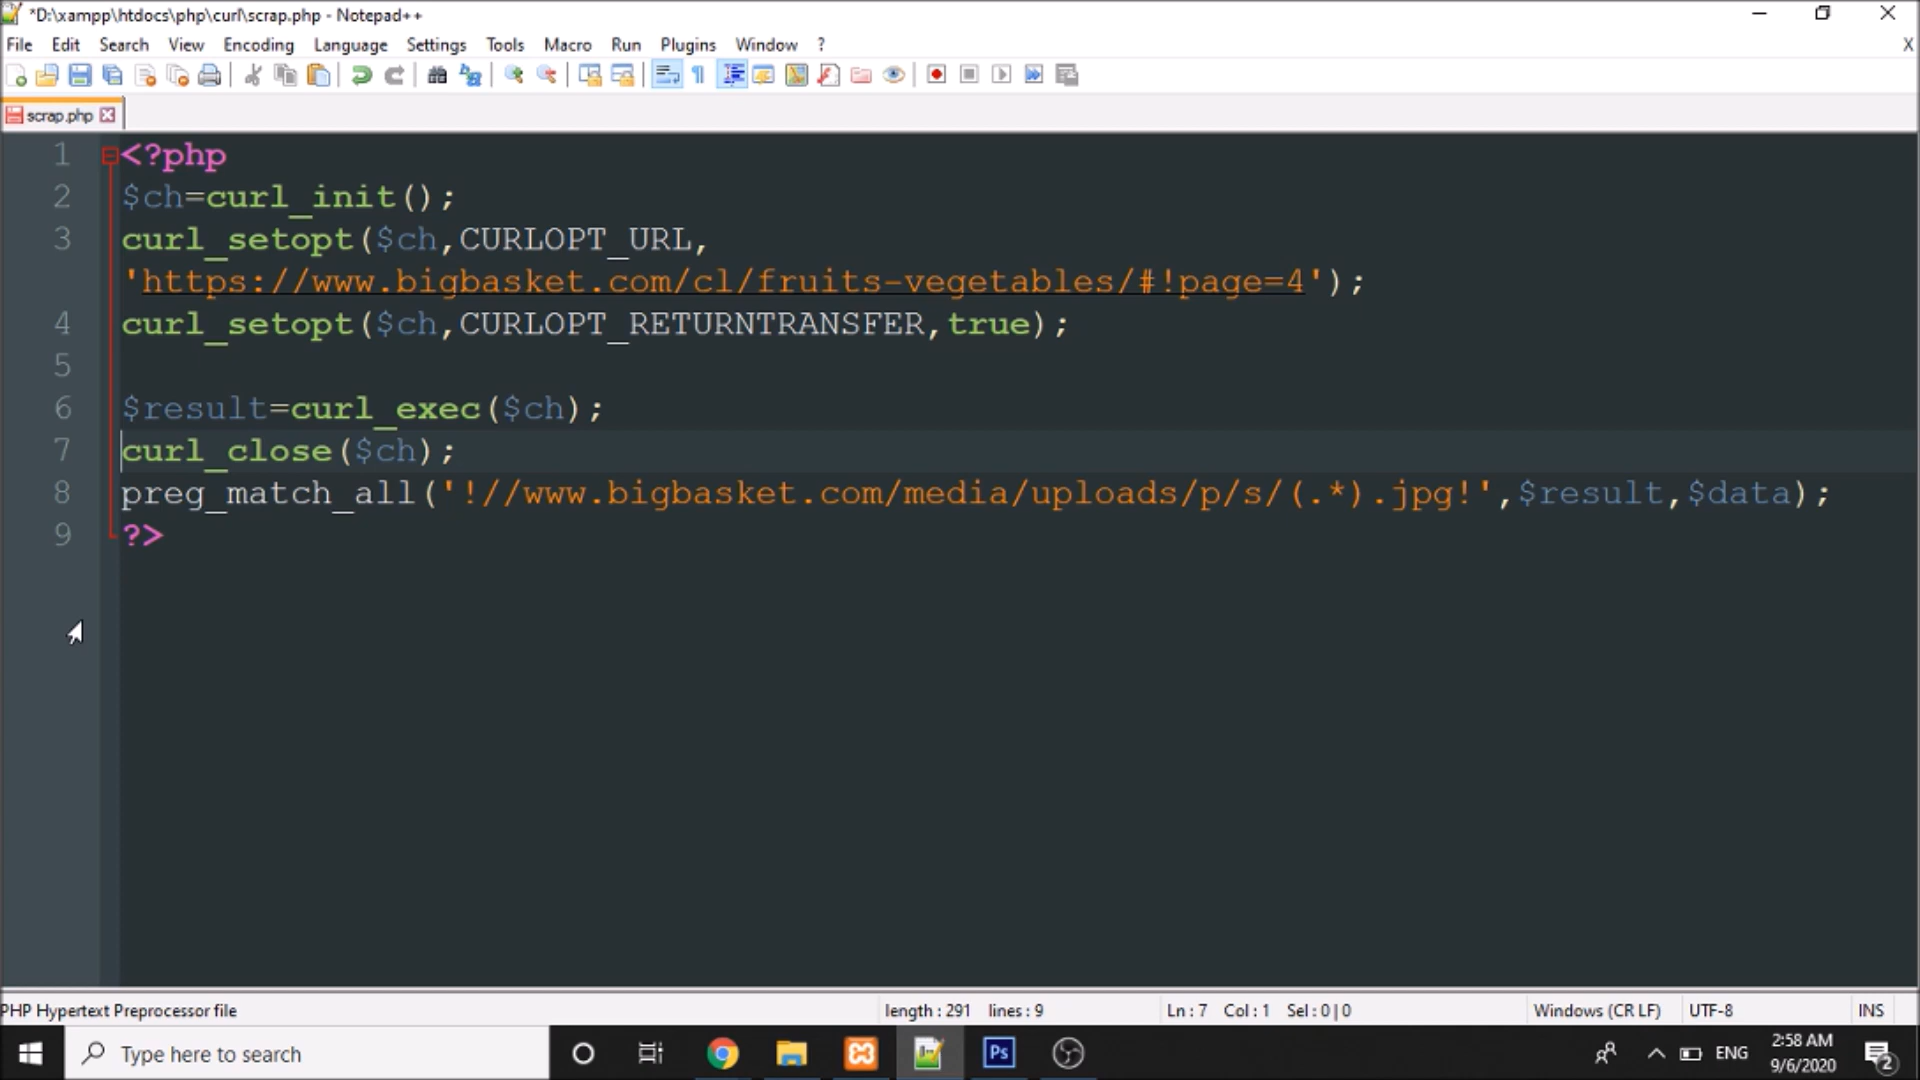 *D:\xampp\htdocs\php\curl\scrap.php - Notepad++
File Edit Search View Encoding Language Settings Tools Macro Run Plugins Window ? X
scrap.php
1 <?php
2 $ch=curl_init();
3 curl_setopt($ch,CURLOPT_URL,
'https://www.bigbasket.com/cl/fruits-vegetables/#!page=4');
4 curl_setopt($ch,CURLOPT_RETURNTRANSFER,true);
5
6 $result=curl_exec($ch);
7 curl_close($ch);
8 preg_match_all('!//www.bigbasket.com/media/uploads/p/s/(.*).jpg!',$result,$data);
9 ?>
PHP Hypertext Preprocessor file length : 291 lines : 9 Ln : 7 Col : 1 Sel : 0 | 0 Windows (CR LF) UTF-8 INS
Type here to search Ps ENG 2:58 AM
9/6/2020 2